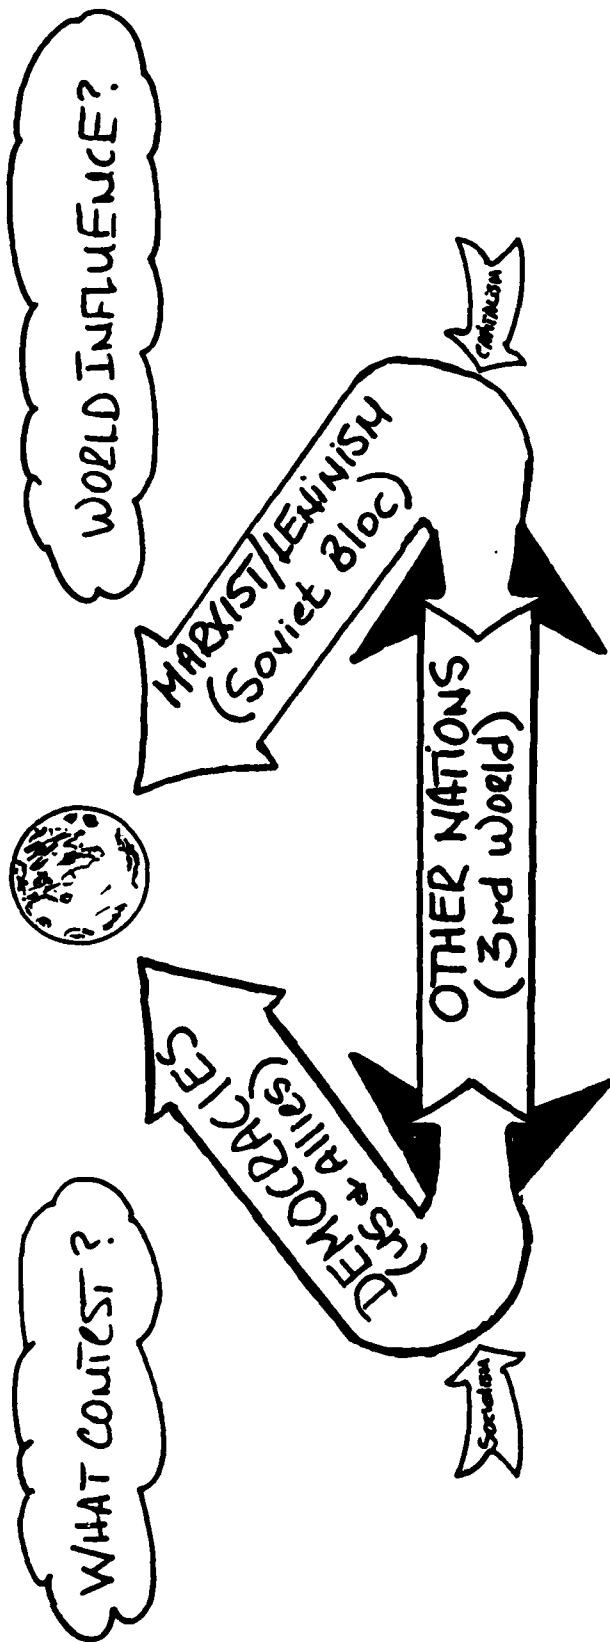 WHAT CONTEST?
WORLD INFLUENCE?
DEMOCRACIES
(US & Allies)
MARXIST/LENINISM
(Soviet Bloc)
OTHER NATIONS
(3rd World)
Socialism
CAPITALISM